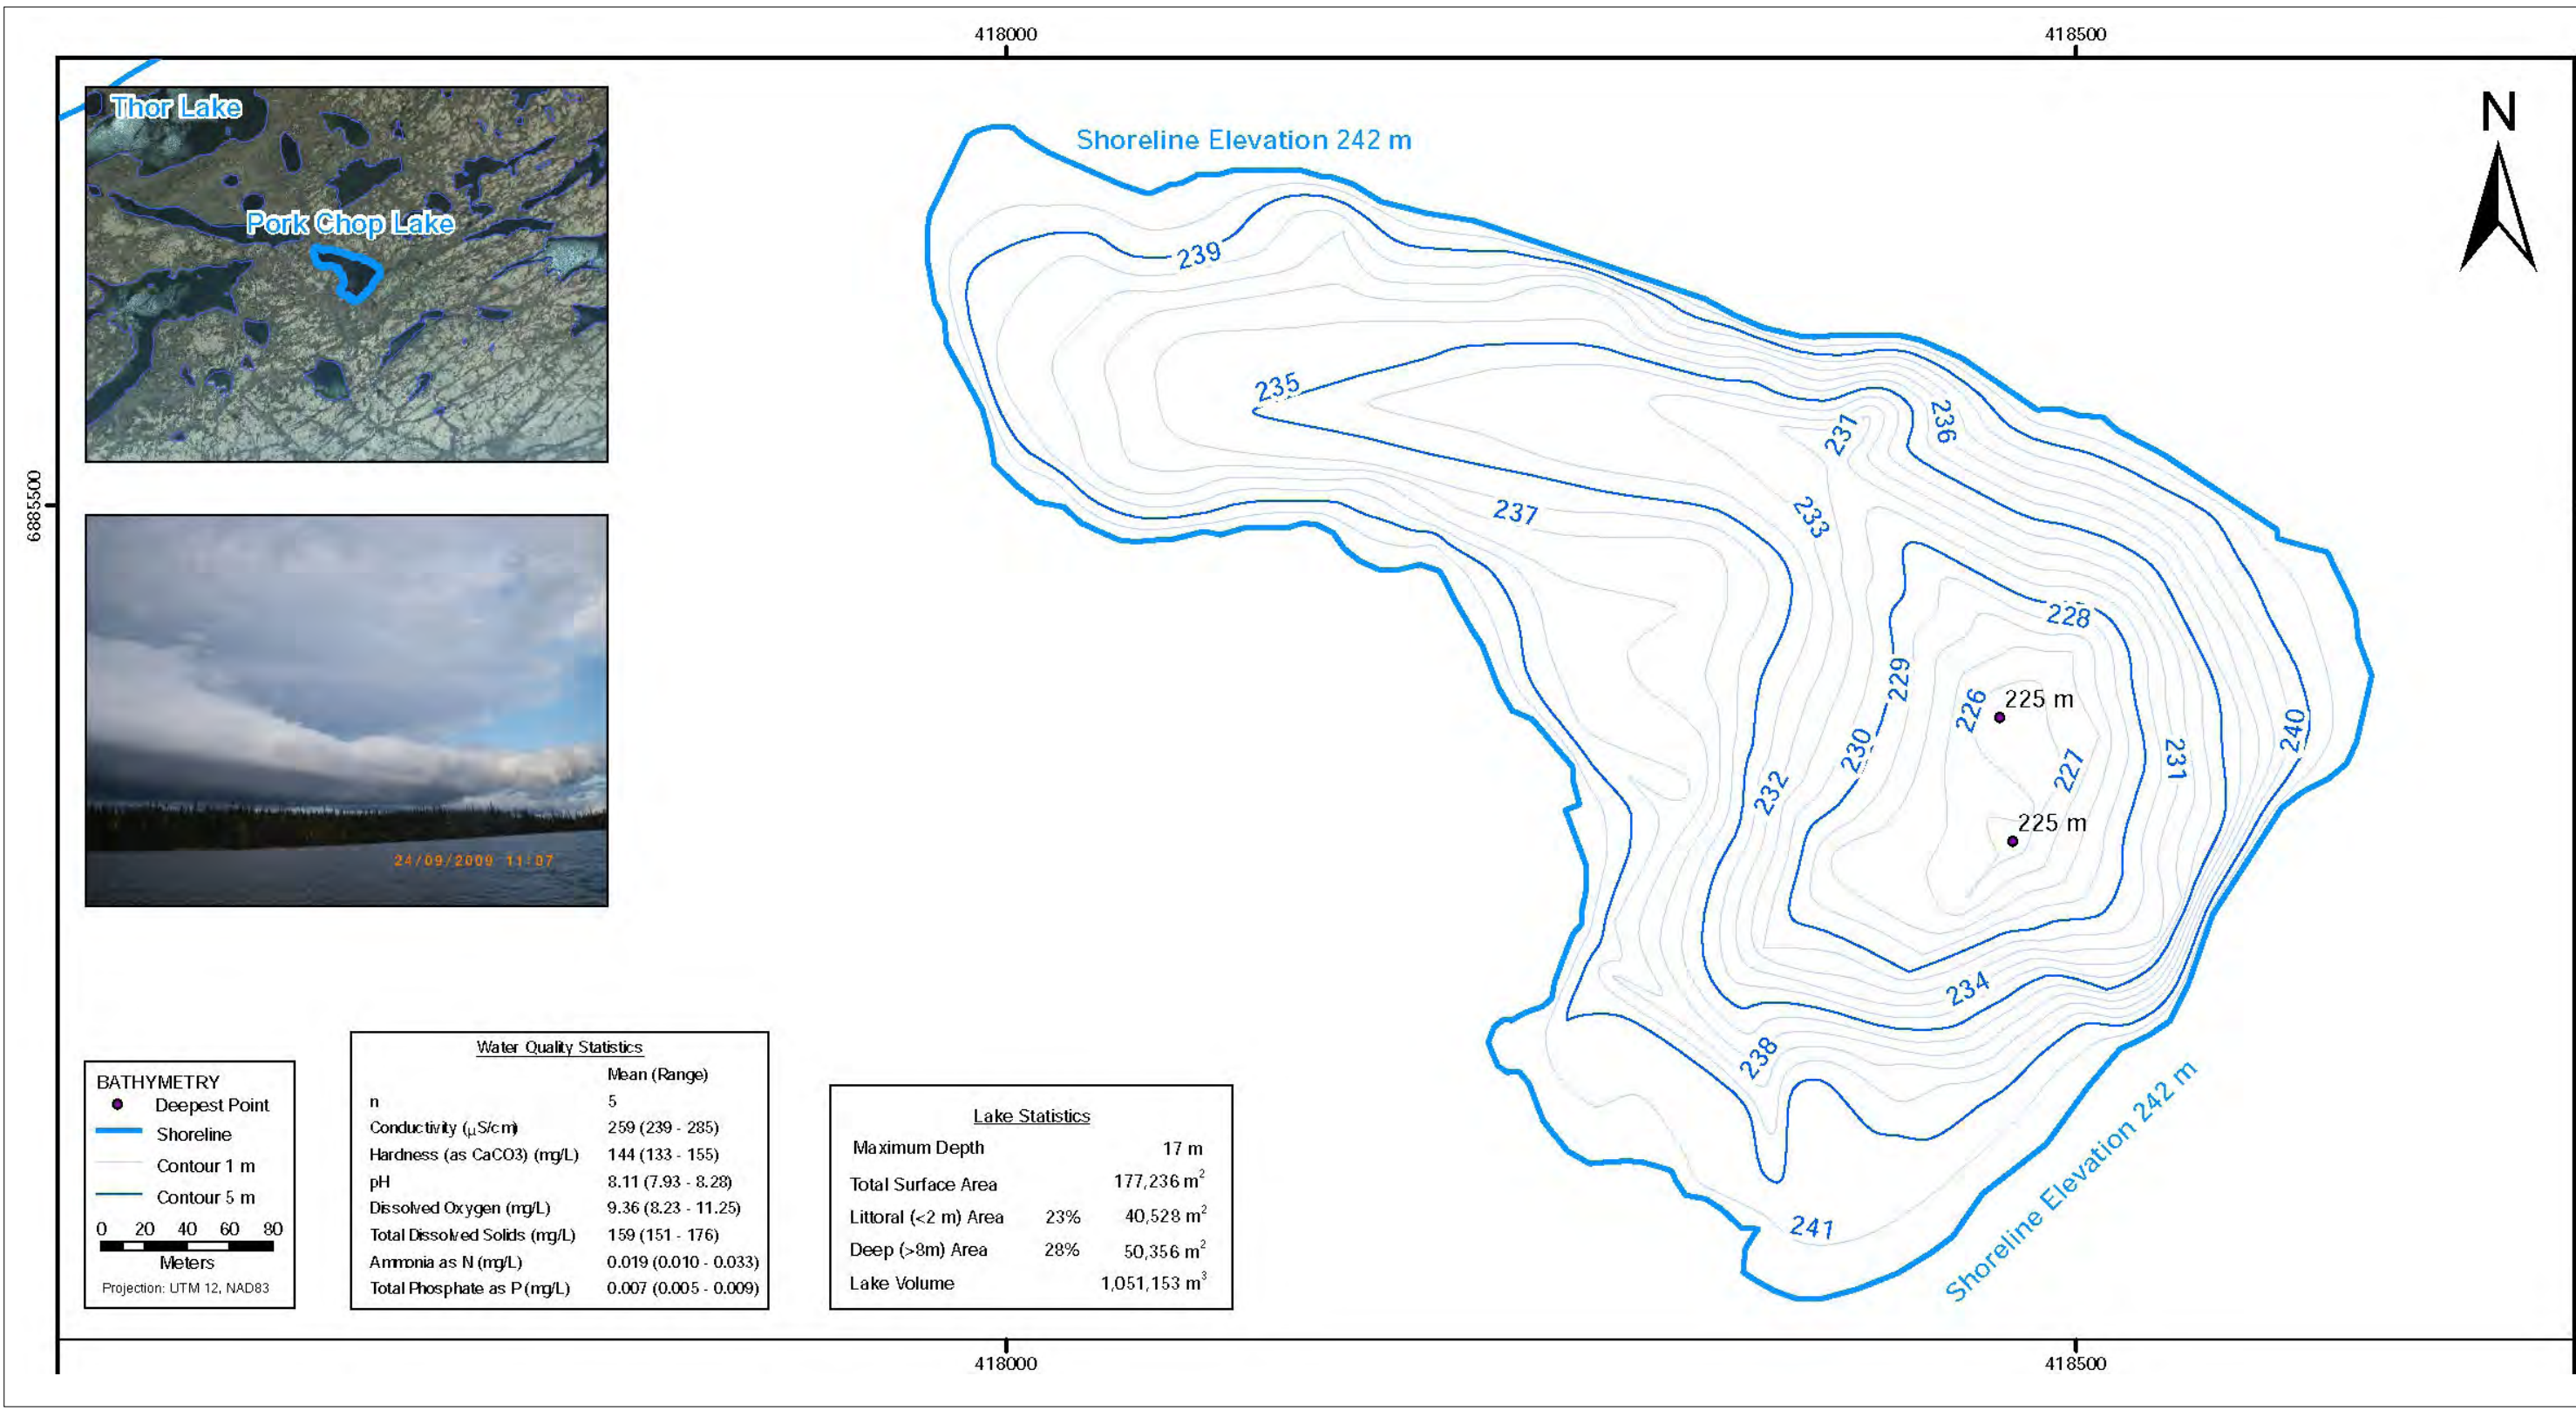 418000
418500
Thor Lake
Pork Chop Lake
6885500
24/09/2009 11:07
Shoreline Elevation 242 m
N
239
235
236
231
237
233
228
229
226
225 m
230
227
231
240
232
225 m
234
238
241
Shoreline Elevation 242 m
BATHYMETRY
Deepest Point
Shoreline
Contour 1 m
Contour 5 m
0 20 40 60 80
Meters
Projection: UTM 12, NAD83
Water Quality Statistics
Mean (Range)
n 5
Conductivity (µS/cm) 259 (239 - 285)
Hardness (as CaCO3) (mg/L) 144 (133 - 155)
pH 8.11 (7.93 - 8.28)
Dissolved Oxygen (mg/L) 9.36 (8.23 - 11.25)
Total Dissolved Solids (mg/L) 159 (151 - 176)
Ammonia as N (mg/L) 0.019 (0.010 - 0.033)
Total Phosphate as P (mg/L) 0.007 (0.005 - 0.009)
Lake Statistics
Maximum Depth 17 m
Total Surface Area 177,236 m²
Littoral (<2 m) Area 23% 40,528 m²
Deep (>8m) Area 28% 50,356 m²
Lake Volume 1,051,153 m³
418000
418500